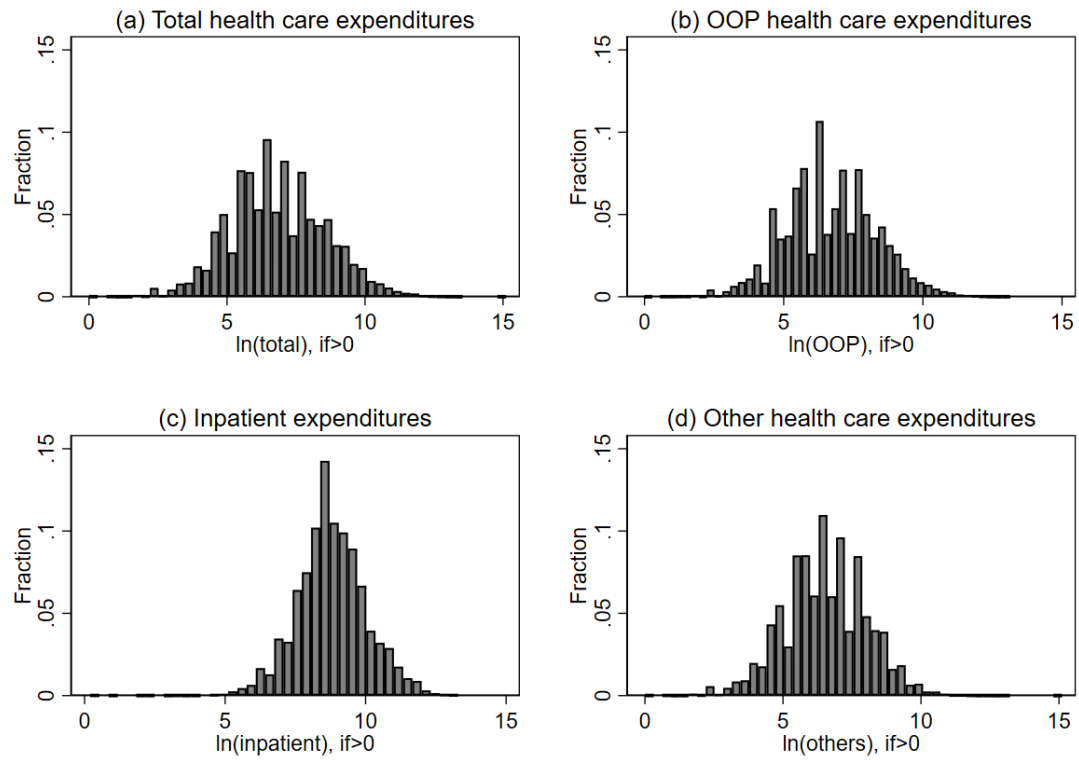 (a) Total health care expenditures
Fraction
0 .05 .1 .15
0 5 10 15
ln(total), if>0
(b) OOP health care expenditures
Fraction
0 .05 .1 .15
0 5 10 15
ln(OOP), if>0
(c) Inpatient expenditures
Fraction
0 .05 .1 .15
0 5 10 15
ln(inpatient), if>0
(d) Other health care expenditures
Fraction
0 .05 .1 .15
0 5 10 15
ln(others), if>0